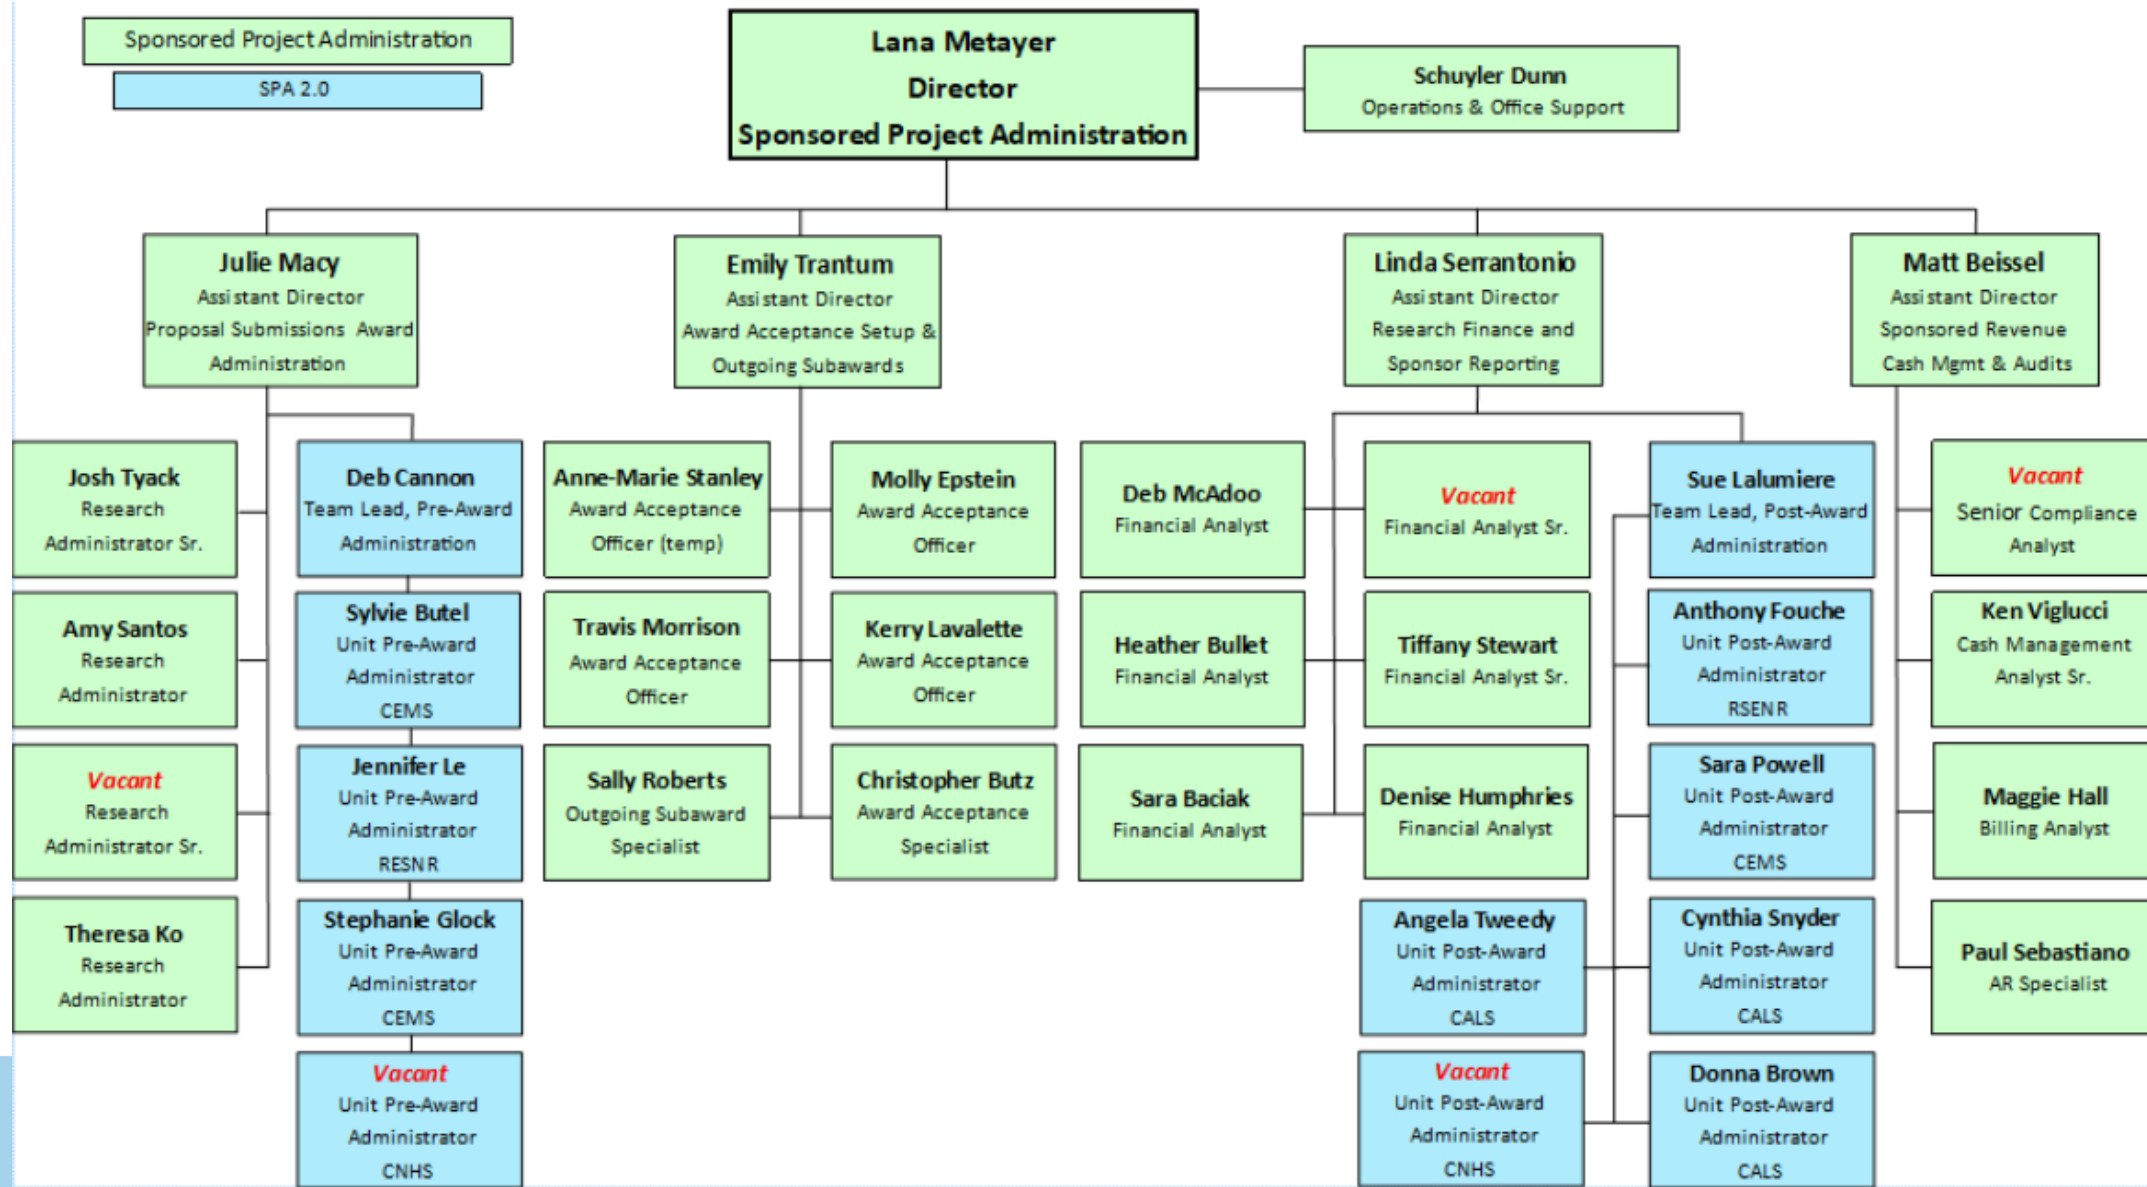 Sponsored Project Administration
SPA 2.0
Lana Metayer
Director
Sponsored Project Administration
Schuyler Dunn
Operations & Office Support
Julie Macy
Assistant Director
Proposal Submissions Award
Administration
Emily Trantum
Assistant Director
Award Acceptance Setup &
Outgoing Subawards
Linda Serrantonio
Assistant Director
Research Finance and
Sponsor Reporting
Matt Beissel
Assistant Director
Sponsored Revenue
Cash Mgmt & Audits
Josh Tyack
Research
Administrator Sr.
Deb Cannon
Team Lead, Pre-Award
Administration
Anne-Marie Stanley
Award Acceptance
Officer (temp)
Molly Epstein
Award Acceptance
Officer
Deb McAdoo
Financial Analyst
Vacant
Financial Analyst Sr.
Sue Lalumiere
Team Lead, Post-Award
Administration
Vacant
Senior Compliance
Analyst
Amy Santos
Research
Administrator
Sylvie Butel
Unit Pre-Award
Administrator
CEMS
Travis Morrison
Award Acceptance
Officer
Kerry Lavalette
Award Acceptance
Officer
Heather Bullet
Financial Analyst
Tiffany Stewart
Financial Analyst Sr.
Anthony Fouche
Unit Post-Award
Administrator
RSENR
Ken Viglucci
Cash Management
Analyst Sr.
Vacant
Research
Administrator Sr.
Jennifer Le
Unit Pre-Award
Administrator
RESNR
Sally Roberts
Outgoing Subaward
Specialist
Christopher Butz
Award Acceptance
Specialist
Sara Baciak
Financial Analyst
Denise Humphries
Financial Analyst
Sara Powell
Unit Post-Award
Administrator
CEMS
Maggie Hall
Billing Analyst
Theresa Ko
Research
Administrator
Stephanie Glock
Unit Pre-Award
Administrator
CEMS
Angela Tweedy
Unit Post-Award
Administrator
CALS
Cynthia Snyder
Unit Post-Award
Administrator
CALS
Paul Sebastiano
AR Specialist
Vacant
Unit Pre-Award
Administrator
CNHS
Vacant
Unit Post-Award
Administrator
CNHS
Donna Brown
Unit Post-Award
Administrator
CALS